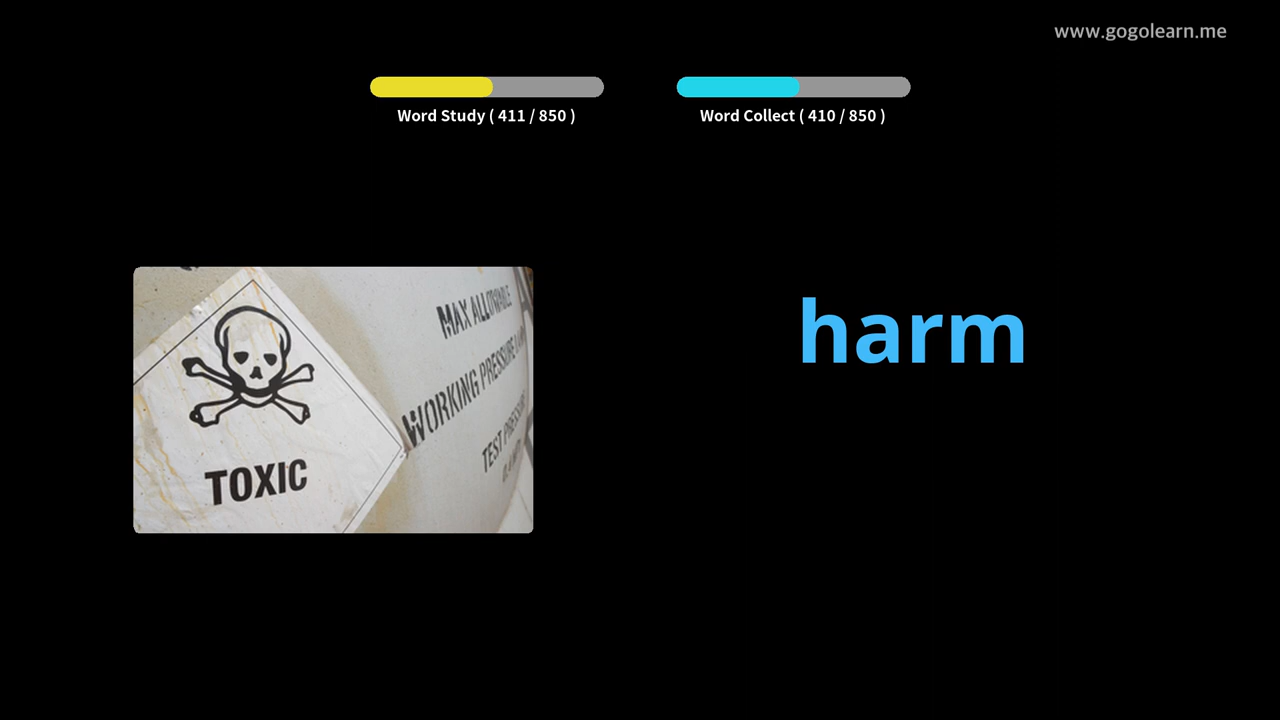 www.gogolearn.me
Word Study ( 411 / 850 )
Word Collect ( 410 / 850 )
harm
MAX ALLOWABLE
WORKING PRESSURE
TEST PRESSURE
TOXIC